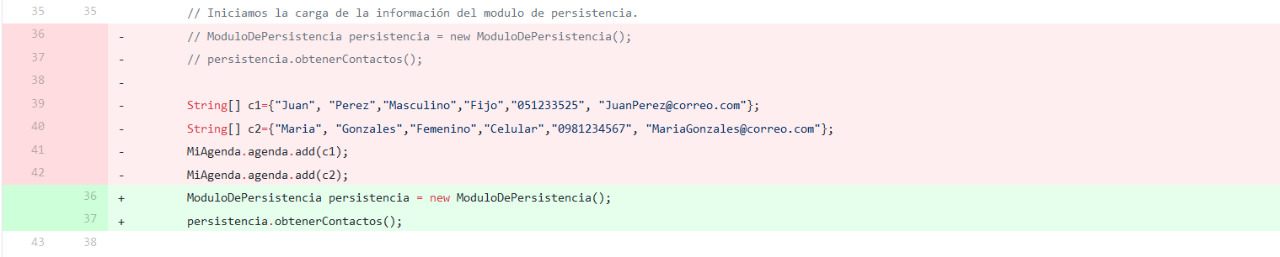 35 35 // Iniciamos la carga de la información del modulo de persistencia.
36 - // ModuloDePersistencia persistencia = new ModuloDePersistencia();
37 - // persistencia.obtenerContactos();
38 -
39 - String[] c1={"Juan", "Perez","Masculino","Fijo","051233525", "JuanPerez@correo.com"};
40 - String[] c2={"Maria", "Gonzales","Femenino","Celular","0981234567", "MariaGonzales@correo.com"};
41 - MiAgenda.agenda.add(c1);
42 - MiAgenda.agenda.add(c2);
36 + ModuloDePersistencia persistencia = new ModuloDePersistencia();
37 + persistencia.obtenerContactos();
43 38